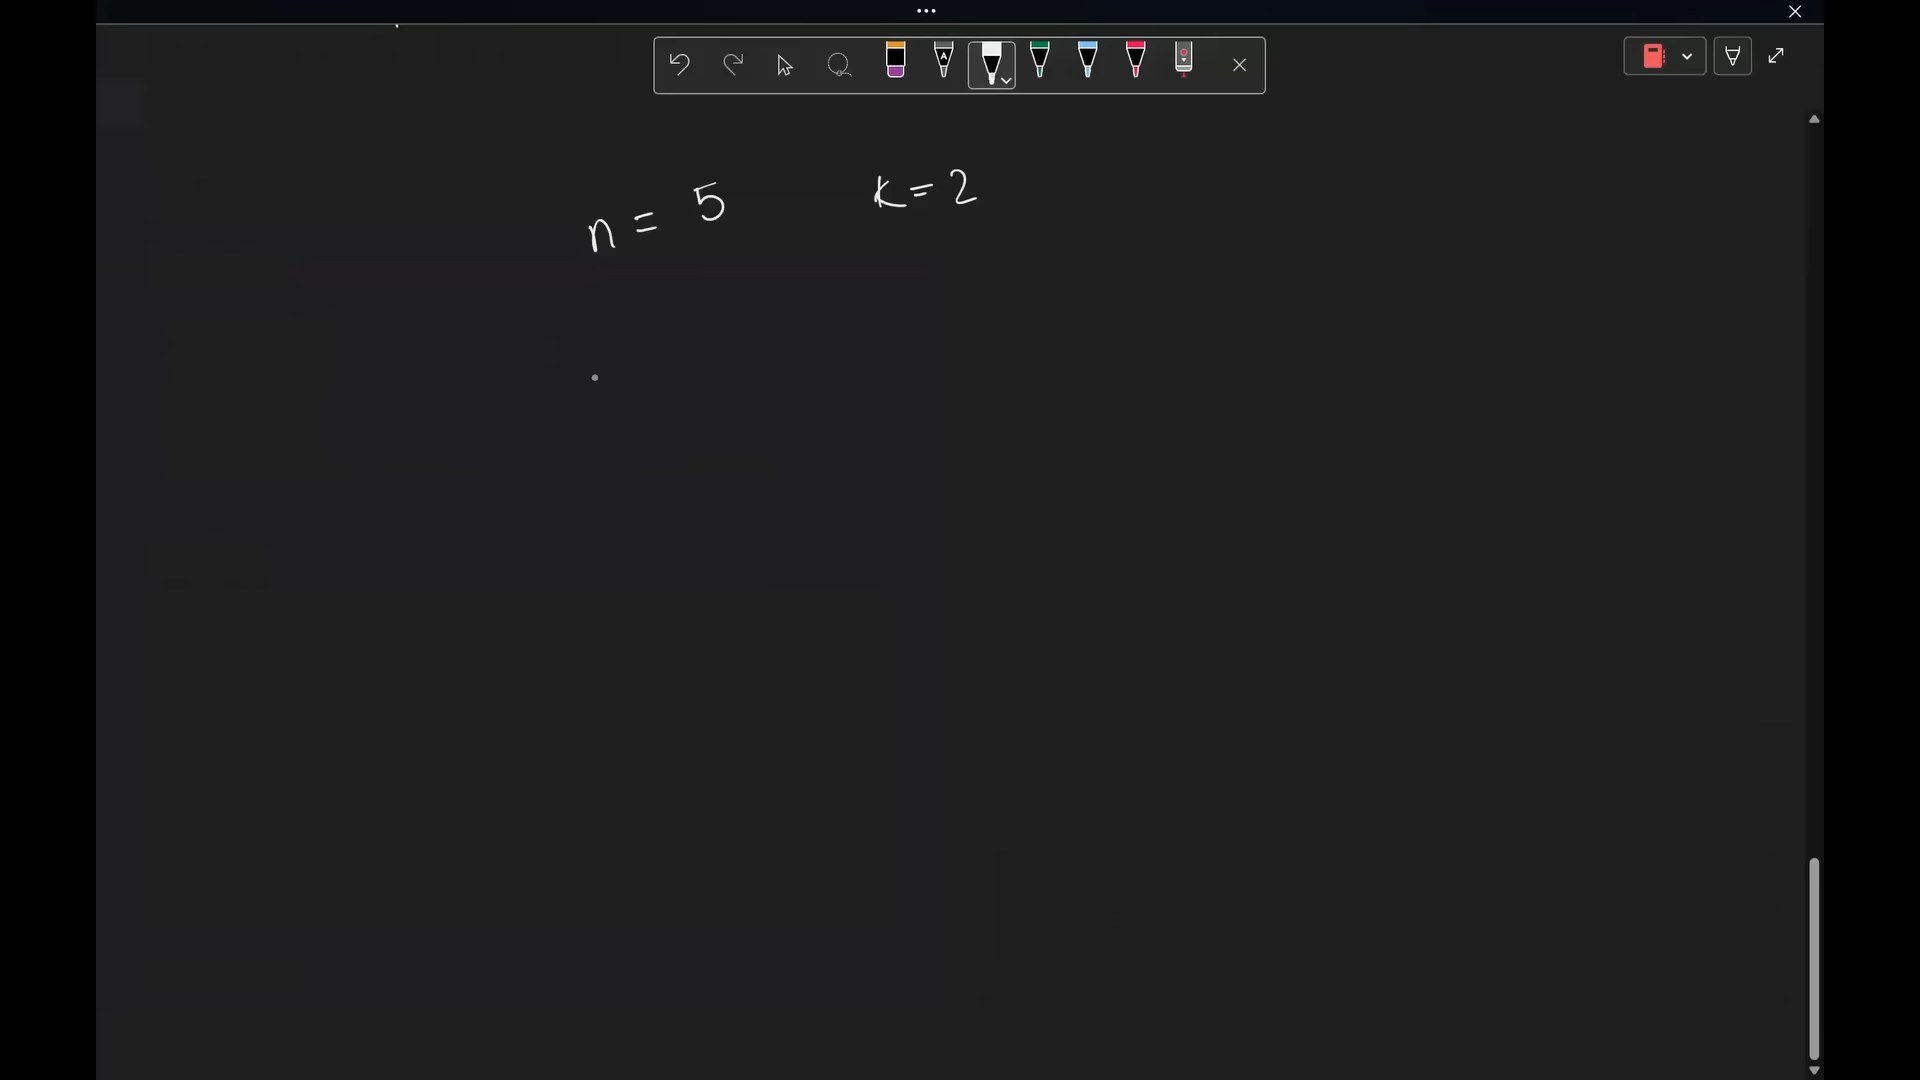 n = 5 k = 2